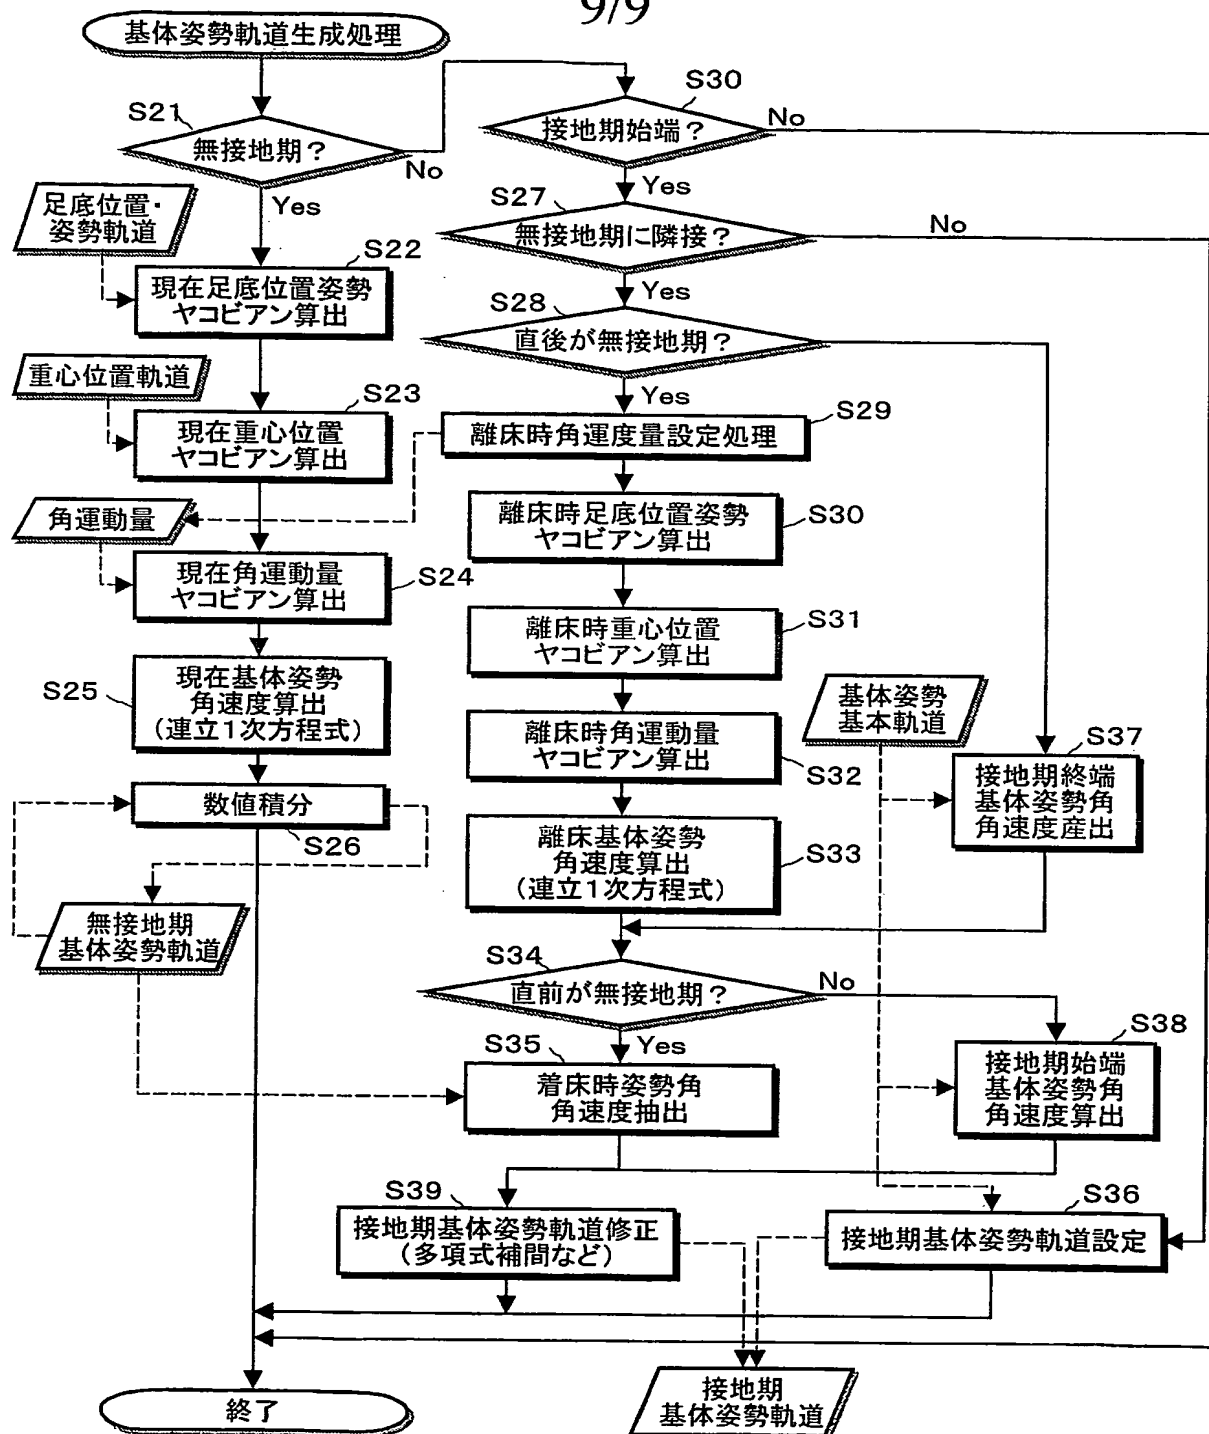 9/9
基体姿勢軌道生成処理
S21
無接地期?
No
Yes
足底位置・
姿勢軌道
S22
現在足底位置姿勢
ヤコビアン算出
重心位置軌道
S23
現在重心位置
ヤコビアン算出
角運動量
S24
現在角運動量
ヤコビアン算出
S25
現在基体姿勢
角速度算出
(連立1次方程式)
数値積分
S26
無接地期
基体姿勢軌道
S30
接地期始端?
No
Yes
S27
無接地期に隣接?
No
Yes
S28
直後が無接地期?
Yes
S29
離床時角運度量設定処理
離床時足底位置姿勢
ヤコビアン算出
S30
離床時重心位置
ヤコビアン算出
S31
離床時角運動量
ヤコビアン算出
S32
離床基体姿勢
角速度算出
(連立1次方程式)
S33
基体姿勢
基本軌道
S37
接地期終端
基体姿勢角
角速度産出
S34
直前が無接地期?
No
Yes
S35
着床時姿勢角
角速度抽出
S38
接地期始端
基体姿勢角
角速度算出
S39
接地期基体姿勢軌道修正
(多項式補間など)
S36
接地期基体姿勢軌道設定
接地期
基体姿勢軌道
終了